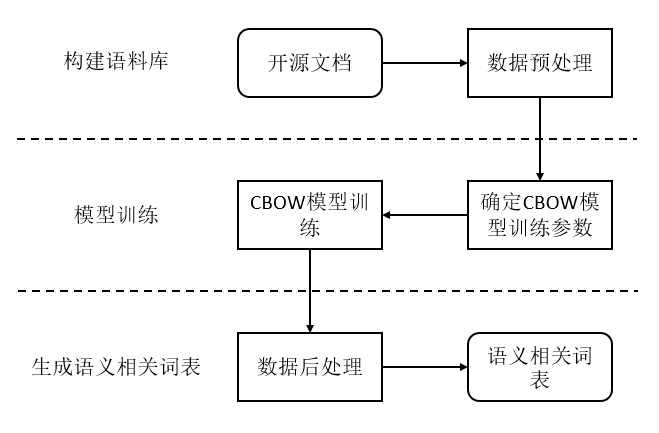 构建语料库
开源文档
数据预处理
模型训练
CBOW模型训
练
确定CBOW模
型训练参数
生成语义相关词表
数据后处理
语义相关词
表